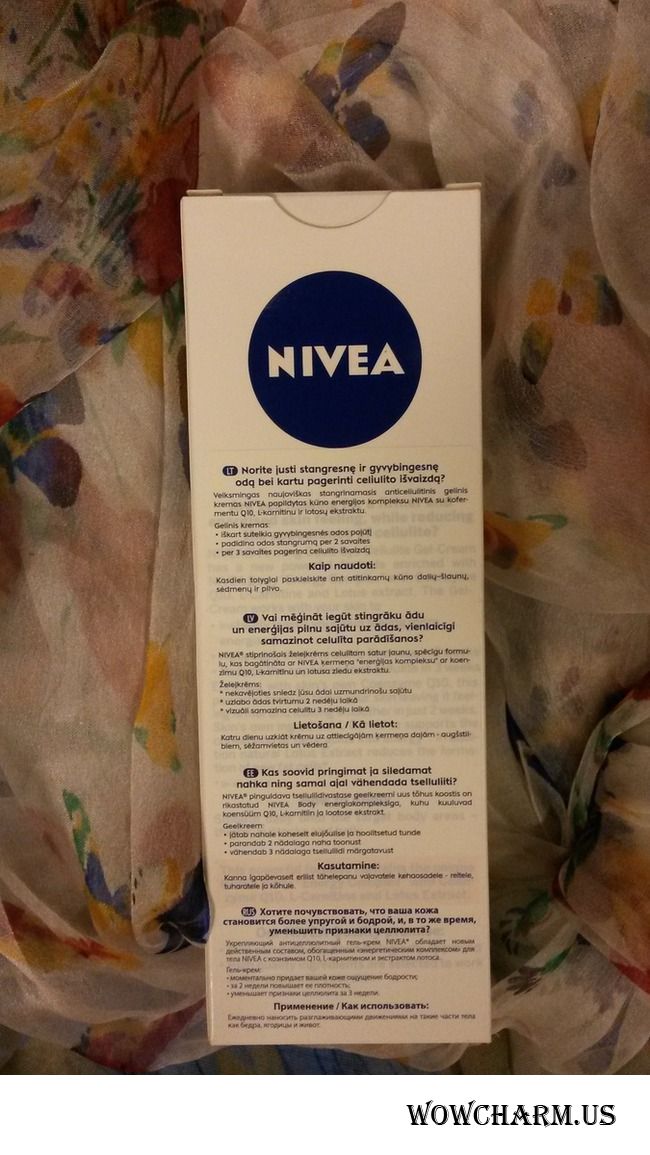 NIVEA
LT Norite justi stangresnę ir gyvybingesnę
odą bei kartu pagerinti celiulito išvaizdą?
Veiksmingas naujoviškas stangrinamasis anticeliulitinis gelinis
kremas NIVEA papildytas kūno energijos kompleksu NIVEA su kofer-
mentu Q10, L-karnitinu ir lotosų ekstraktu.
Gelinis kremas:
• iškart suteikia gyvybingesnės odos pojūtį
• padidina odos stangrumą per 2 savaites
• per 3 savaites pagerina celiulito išvaizdą
Kaip naudoti:
Kasdien tolygiai paskleiskite ant atitinkamų kūno dalių–šlaunų,
sėdmenų ir pilvo.
LV Vai mēģināt iegūt stingrāku ādu
un enerģijas pilnu sajūtu uz ādas, vienlaicīgi
samazinot celulīta parādīšanos?
NIVEA® stiprinošais želejkrēms celulītam satur jaunu, spēcīgu formu-
lu, kas bagātināta ar NIVEA ķermeņa "enerģijas kompleksu" ar koen-
zīmu Q10, L-karnitīnu un lotusa ziedu ekstraktu.
Želejkrēms:
* nekavējoties sniedz jūsu ādai uzmundrinošu sajūtu
* uzlabo ādas tvirtumu 2 nedēļu laikā
* vizuāli samazina celulītu 3 nedēļu laikā
Lietošana / Kā lietot:
Katru dienu uzklāt krēmu uz attiecīgajām ķermeņa daļām - augšstil-
biem, sēžamvietas un vēdera.
EE Kas soovid pringimat ja siledamat
nahka ning samal ajal vähendada tselluliiti?
NIVEA® pinguldava tselluliidivastase geelkreemi uus tõhus koostis on
rikastatud NIVEA Body energiakompleksiga, kuhu kuuluvad
koensüüm Q10, L-karnitiin ja lootose ekstrakt.
Geelkreem:
• jätab nahale koheselt elujõulise ja hoolitsetud tunde
• parandab 2 nädalaga naha toonust
• vähendab 3 nädalaga tselluliidi märgatavust
Kasutamine:
Kanna igapäevaselt erilist tähelepanu vajavatele kehaosadele - reitele,
tuharatele ja kõhule.
RUS Хотите почувствовать, что ваша кожа
становится более упругой и бодрой, и, в то же время,
уменьшить признаки целлюлита?
Укрепляющий антицеллюлитный гель-крем NIVEA® обладает новым
действенным составом, обогащенным «энергетическим комплексом» для
тела NIVEA с коэнзимом Q10, L-карнитином и экстрактом лотоса.
Гель-крем:
• моментально придает вашей коже ощущение бодрости;
• за 2 недели повышает ее плотность;
• уменьшает признаки целлюлита за 3 недели.
Применение / Как использовать:
Ежедневно наносить разглаживающими движениями на такие части тела
как бедра, ягодицы и живот.
WOWCHARM.US